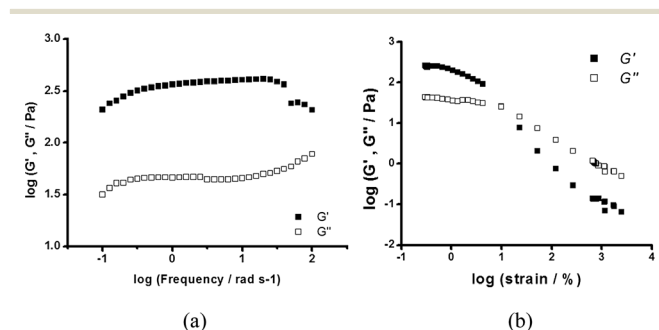 log (G' , G'' / Pa)
3.0
2.5
2.0
1.5
1.0
-1
0
1
2
log (Frequency / rad s-1)
G'
G''
(a)
log (G' , G'' / Pa)
3
2
1
0
-1
-2
-1
0
1
2
3
4
log (strain / %)
G'
G''
(b)